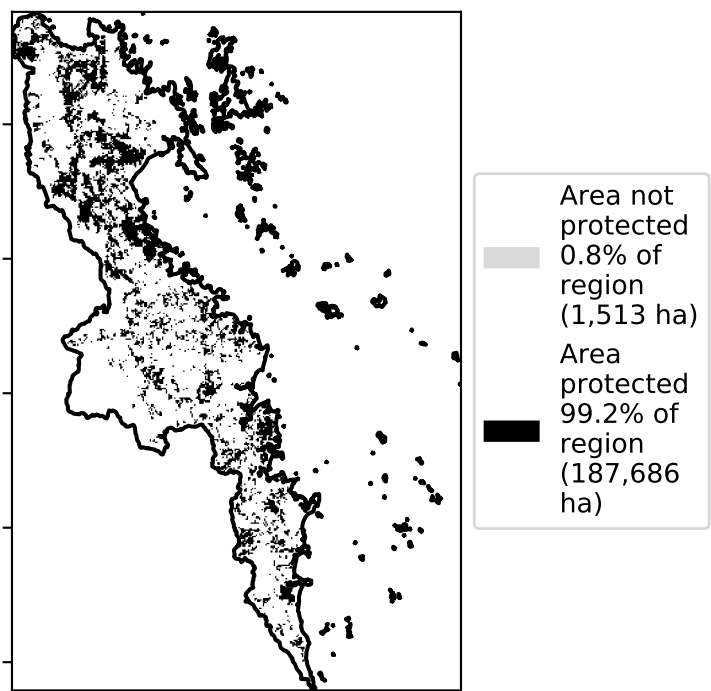 Area not
protected
0.8% of
region
(1,513 ha)
Area
protected
99.2% of
region
(187,686
ha)